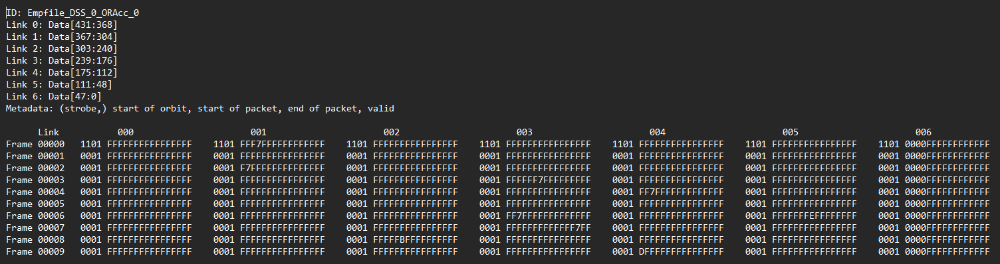 ID: Empfile_DSS_0_ORAcc_0
Link 0: Data[431:368]
Link 1: Data[367:304]
Link 2: Data[303:240]
Link 3: Data[239:176]
Link 4: Data[175:112]
Link 5: Data[111:48]
Link 6: Data[47:0]
Metadata: (strobe,) start of orbit, start of packet, end of packet, valid
Link 000 001 002 003 004 005 006
Frame 00000 1101 FFFFFFFFFFFFFFFF 1101 FFF7FFFFFFFFFFFF 1101 FFFFFFFFFFFFFFFF 1101 FFFFFFFFFFFFFFFF 1101 FFFFFFFFFFFFFFFF 1101 FFFFFFFFFFFFFFFF 1101 0000FFFFFFFFFFFF
Frame 00001 0001 FFFFFFFFFFFFFFFF 0001 FFFFFFFFFFFFFFFF 0001 FFFFFFFFFFFFFFFF 0001 FFFFFFFFFFFFFFFF 0001 FFFFFFFFFFFFFFFF 0001 FFFFFFFFFFFFFFFF 0001 0000FFFFFFFFFFFF
Frame 00002 0001 FFFFFFFFFFFFFFFF 0001 F7FFFFFFFFFFFFFF 0001 FFFFFFFFFFFFFFFF 0001 FFFFFFFFFFFFFFFF 0001 FFFFFFFFFFFFFFFF 0001 FFFFFFFFFFFFFFFF 0001 0000FFFFFFFFFFFF
Frame 00003 0001 FFFFFFFFFFFFFFFF 0001 FFFFFFFFFFFFFFFF 0001 FFFFFFFFFFFFFFFF 0001 FFFFFF7FFFFFFFFF 0001 FFFFFFFFFFFFFFFF 0001 FFFFFFFFFFFFFFFF 0001 0000FFFFFFFFFFFF
Frame 00004 0001 FFFFFFFFFFFFFFFF 0001 FFFFFFFFFFFFFFFF 0001 FFFFFFFFFFFFFFFF 0001 FFFFFFFFFFFFFFFF 0001 FF7FFFFFFFFFFFFF 0001 FFFFFFFFFFFFFFFF 0001 0000FFFFFFFFFFFF
Frame 00005 0001 FFFFFFFFFFFFFFFF 0001 FFFFFFFFFFFFFFFF 0001 FFFFFFFFFFFFFFFF 0001 FFFFFFFFFFFFFFFF 0001 FFFFFFFFFFFFFFFF 0001 FFFFFFFFFFFFFFFF 0001 0000FFFFFFFFFFFF
Frame 00006 0001 FFFFFFFFFFFFFFFF 0001 FFFFFFFFFFFFFFFF 0001 FFFFFFFFFFFFFFFF 0001 FF7FFFFFFFFFFFFF 0001 FFFFFFFFFFFFFFFF 0001 FFFFFFFEFFFFFFFF 0001 0000FFFFFFFFFFFF
Frame 00007 0001 FFFFFFFFFFFFFFFF 0001 FFFFFFFFFFFFFFFF 0001 FFFFFFFFFFFFFFFF 0001 FFFFFFFFFFFFF7FF 0001 FFFFFFFFFFFFFFFF 0001 FFFFFFFFFFFFFFFF 0001 0000FFFFFFFFFFFF
Frame 00008 0001 FFFFFFFFFFFFFFFF 0001 FFFFFFFFFFFFFFFF 0001 FFFFFBFFFFFFFFFF 0001 FFFFFFFFFFFFFFFF 0001 FFFFFFFFFFFFFFFF 0001 FFFFFFFFFFFFFFFF 0001 0000FFFFFFFFFFFF
Frame 00009 0001 FFFFFFFFFFFFFFFF 0001 FFFFFFFFFFFFFFFF 0001 FFFFFFFFFFFFFFFF 0001 FFFFFFFFFFFFFFFF 0001 DFFFFFFFFFFFFFFF 0001 FFFFFFFFFFFFFFFF 0001 0000FFFFFFFFFFFF